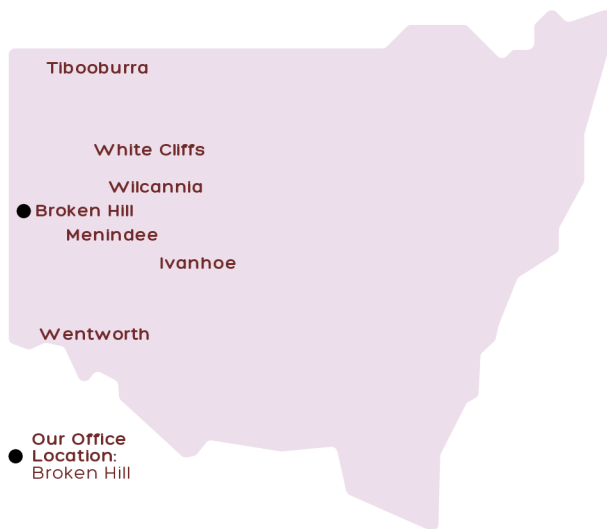 Tibooburra
White Cliffs
Wilcannia
Broken Hill
Menindee
Ivanhoe
Wentworth
Our Office
Location:
Broken Hill